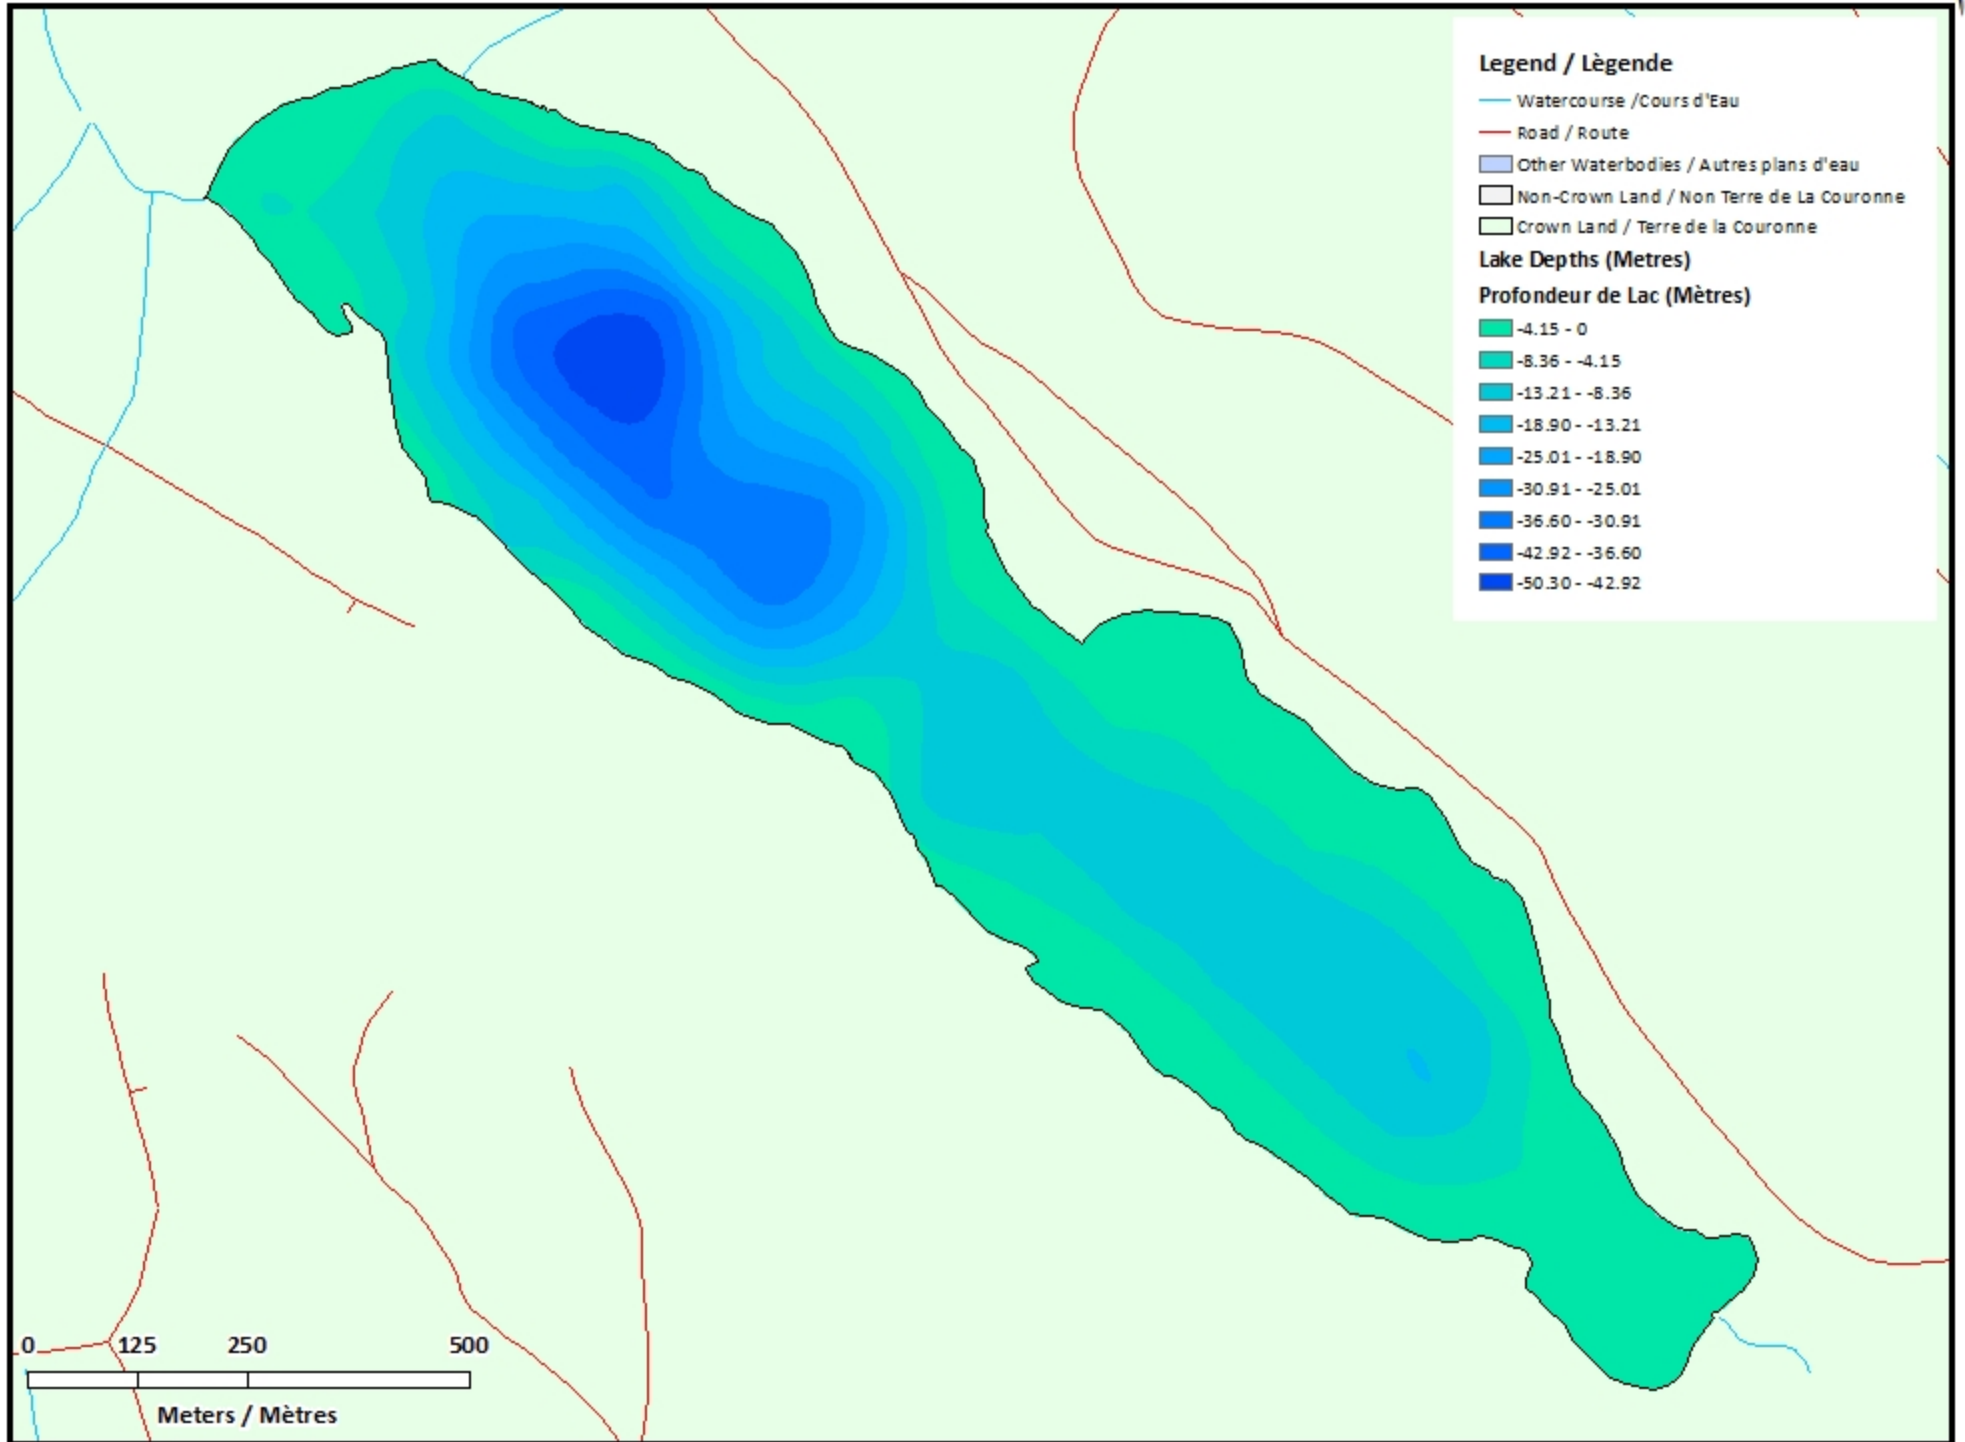 Legend / Lègende
Watercourse /Cours d'Eau
Road / Route
Other Waterbodies / Autres plans d'eau
Non-Crown Land / Non Terre de La Couronne
Crown Land / Terre de la Couronne
Lake Depths (Metres)
Profondeur de Lac (Mètres)
-4.15 - 0
-8.36 - -4.15
-13.21 - -8.36
-18.90 - -13.21
-25.01 - -18.90
-30.91 - -25.01
-36.60 - -30.91
-42.92 - -36.60
-50.30 - -42.92
0 125 250 500
Meters / Mètres